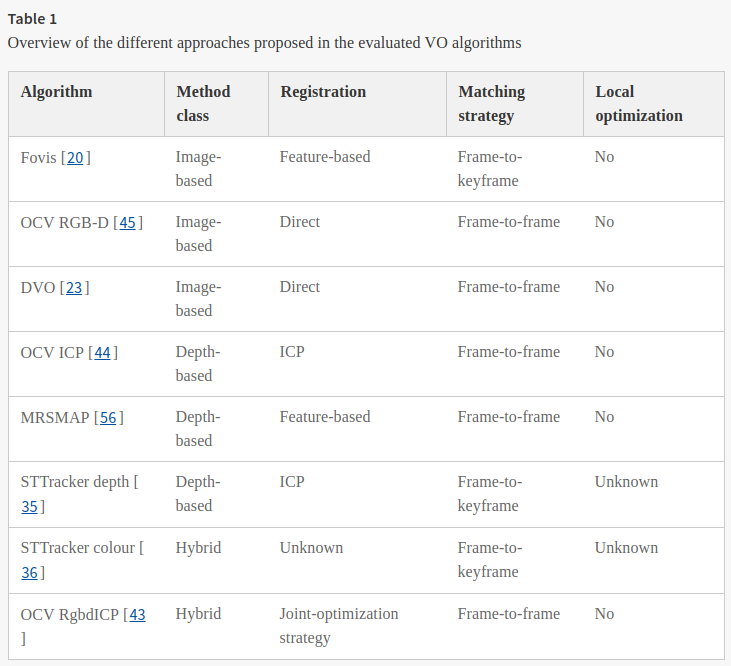 Table 1
Overview of the different approaches proposed in the evaluated VO algorithms
Algorithm Method class Registration Matching strategy Local optimization
Fovis [20] Image-based Feature-based Frame-to-keyframe No
OCV RGB-D [45] Image-based Direct Frame-to-frame No
DVO [23] Image-based Direct Frame-to-frame No
OCV ICP [44] Depth-based ICP Frame-to-frame No
MRSMAP [56] Depth-based Feature-based Frame-to-frame No
STTracker depth [35] Depth-based ICP Frame-to-keyframe Unknown
STTracker colour [36] Hybrid Unknown Frame-to-keyframe Unknown
OCV RgbdICP [43] Hybrid Joint-optimization strategy Frame-to-frame No